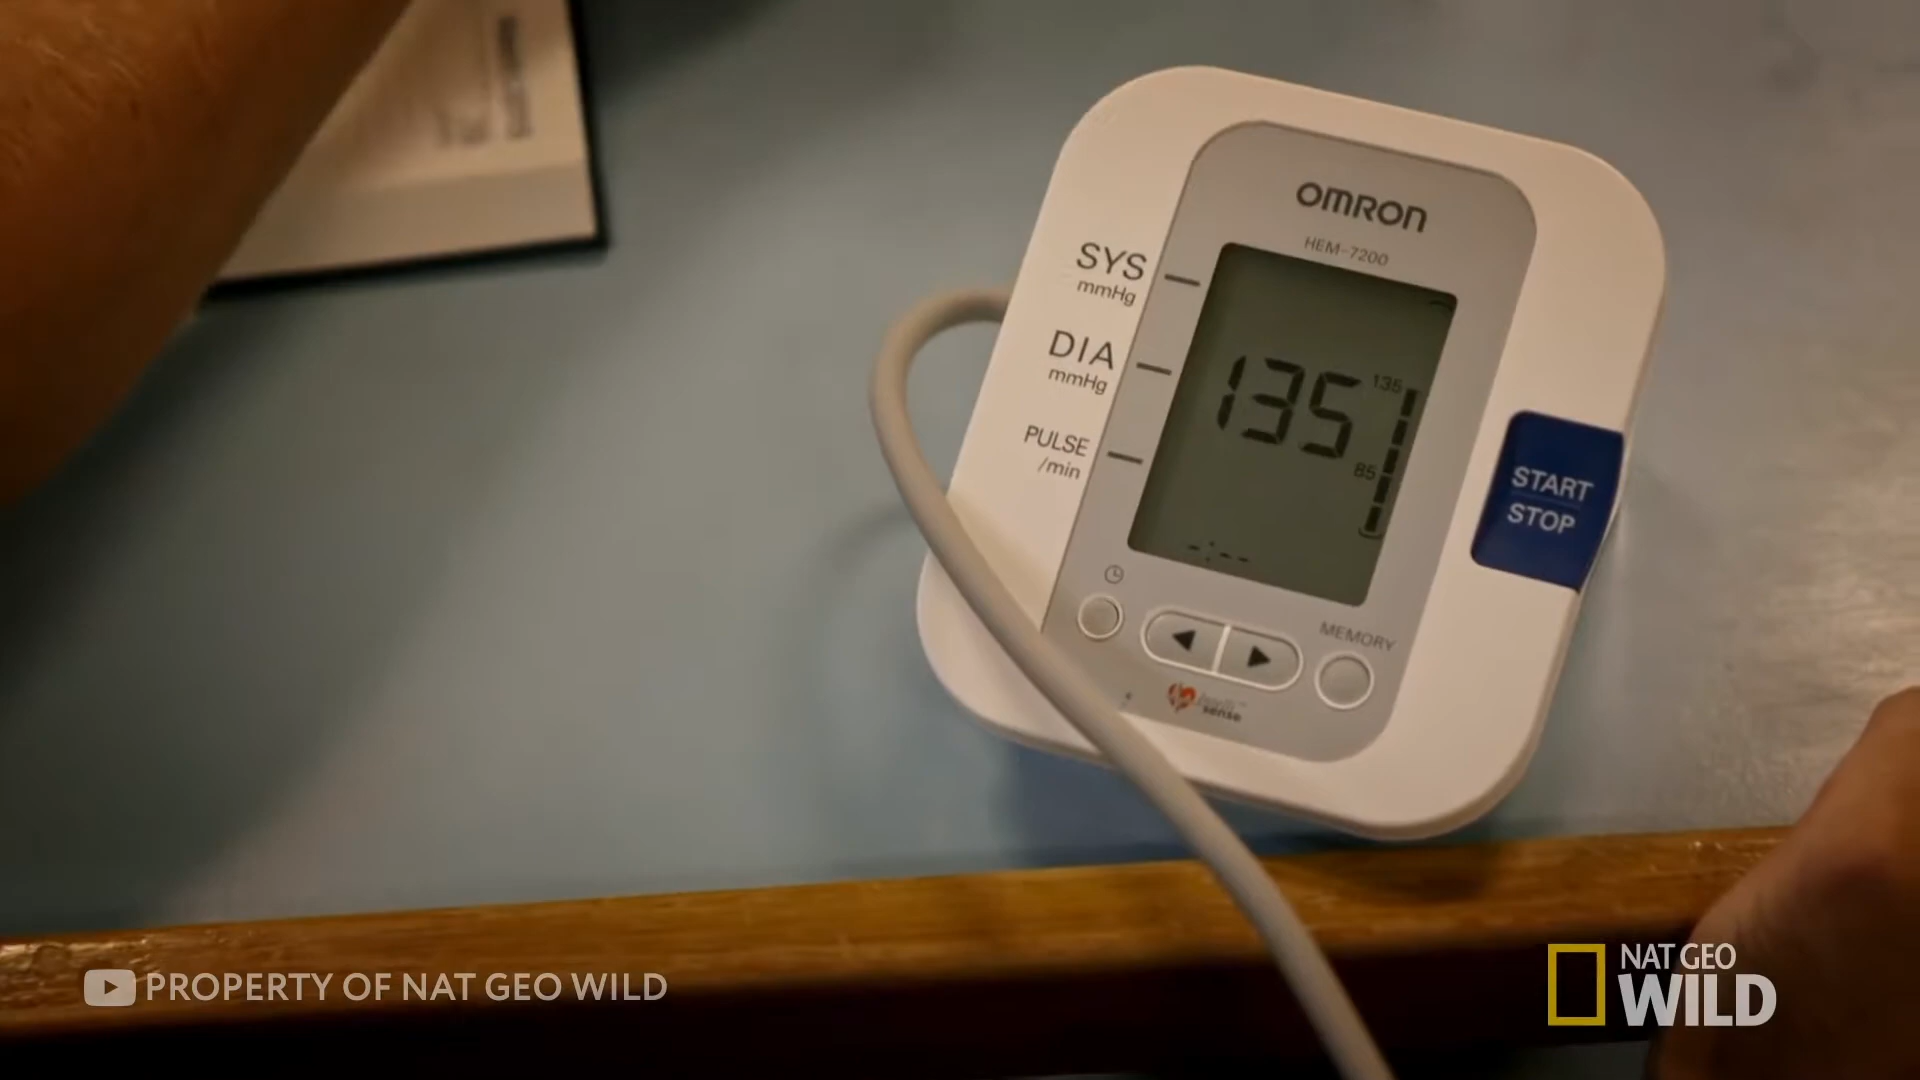 OMRON
HEM-7200
SYS
mmHg
DIA
mmHg
PULSE
/min
135
135
85
START
STOP
MEMORY
sense
PROPERTY OF NAT GEO WILD
NAT GEO
WILD